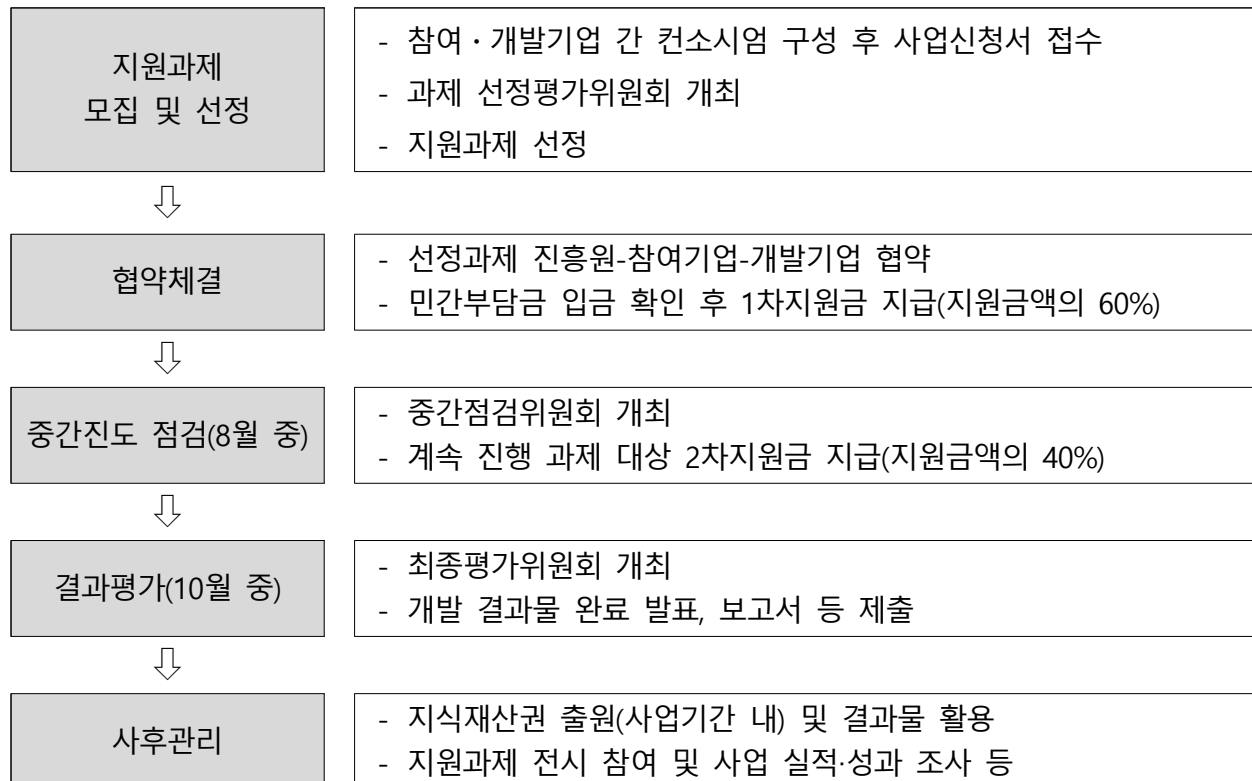 지원과제
모집 및 선정
- 참여·개발기업 간 컨소시엄 구성 후 사업신청서 접수
- 과제 선정평가위원회 개최
- 지원과제 선정
협약체결
- 선정과제 진흥원-참여기업-개발기업 협약
- 민간부담금 입금 확인 후 1차지원금 지급(지원금액의 60%)
중간진도 점검(8월 중)
- 중간점검위원회 개최
- 계속 진행 과제 대상 2차지원금 지급(지원금액의 40%)
결과평가(10월 중)
- 최종평가위원회 개최
- 개발 결과물 완료 발표, 보고서 등 제출
사후관리
- 지식재산권 출원(사업기간 내) 및 결과물 활용
- 지원과제 전시 참여 및 사업 실적·성과 조사 등